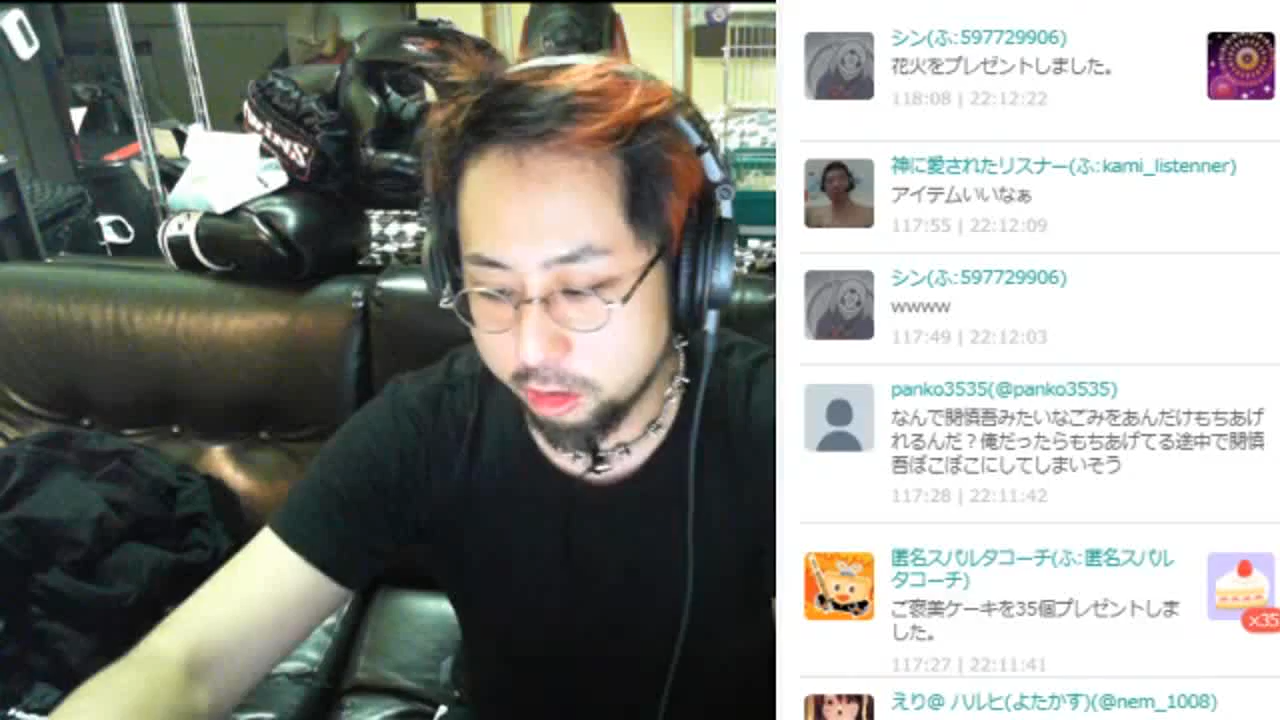 WINS
シン(ふ:597729906)
花火をプレゼントしました。
118:08 | 22:12:22
神に愛されたリスナー(ふ:kami_listenner)
アイテムいいなぁ
117:55 | 22:12:09
シン(ふ:597729906)
wwww
117:49 | 22:12:03
panko3535(@panko3535)
なんで関慎吾みたいなごみをあんだけもちあげ
れるんだ？俺だったらもちあげてる途中で関慎
吾ぼこぼこにしてしまいそう
117:28 | 22:11:42
匿名スパルタコーチ(ふ:匿名スパル
タコーチ)
ご褒美ケーキを35個プレゼントしま
した。
x35
117:27 | 22:11:41
えり@ ハルヒ(よたかす)(@nem_1008)